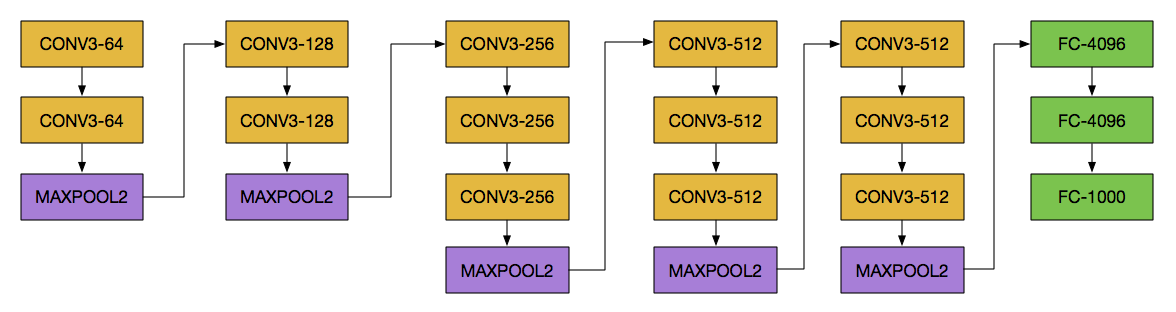 CONV3-64
CONV3-64
MAXPOOL2
CONV3-128
CONV3-128
MAXPOOL2
CONV3-256
CONV3-256
CONV3-256
MAXPOOL2
CONV3-512
CONV3-512
CONV3-512
MAXPOOL2
CONV3-512
CONV3-512
CONV3-512
MAXPOOL2
FC-4096
FC-4096
FC-1000